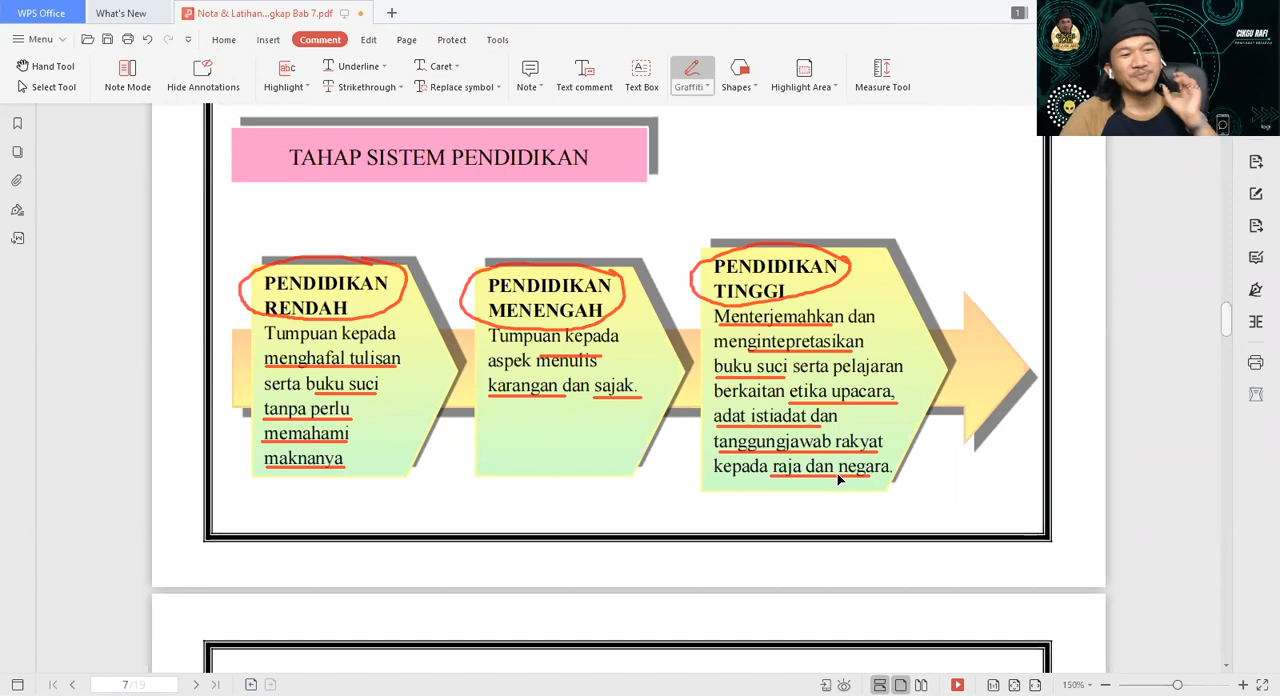 WPS Office
What's New
Nota & Latihan...gkap Bab 7.pdf
1
Menu
Home
Insert
Comment
Edit
Page
Protect
Tools
Hand Tool
Select Tool
Note Mode
Hide Annotations
Highlight
Underline
Strikethrough
Caret
Replace symbol
Note
Text comment
Text Box
Graffiti
Shapes
Highlight Area
Measure Tool
CIKGU RAFI
TAHAP SISTEM PENDIDIKAN
PENDIDIKAN
RENDAH
Tumpuan kepada
menghafal tulisan
serta buku suci
tanpa perlu
memahami
maknanya
PENDIDIKAN
MENENGAH
Tumpuan kepada
aspek menulis
karangan dan sajak.
PENDIDIKAN
TINGGI
Menterjemahkan dan
mengintepretasikan
buku suci serta pelajaran
berkaitan etika upacara,
adat istiadat dan
tanggungjawab rakyat
kepada raja dan negara.
7/19
150%